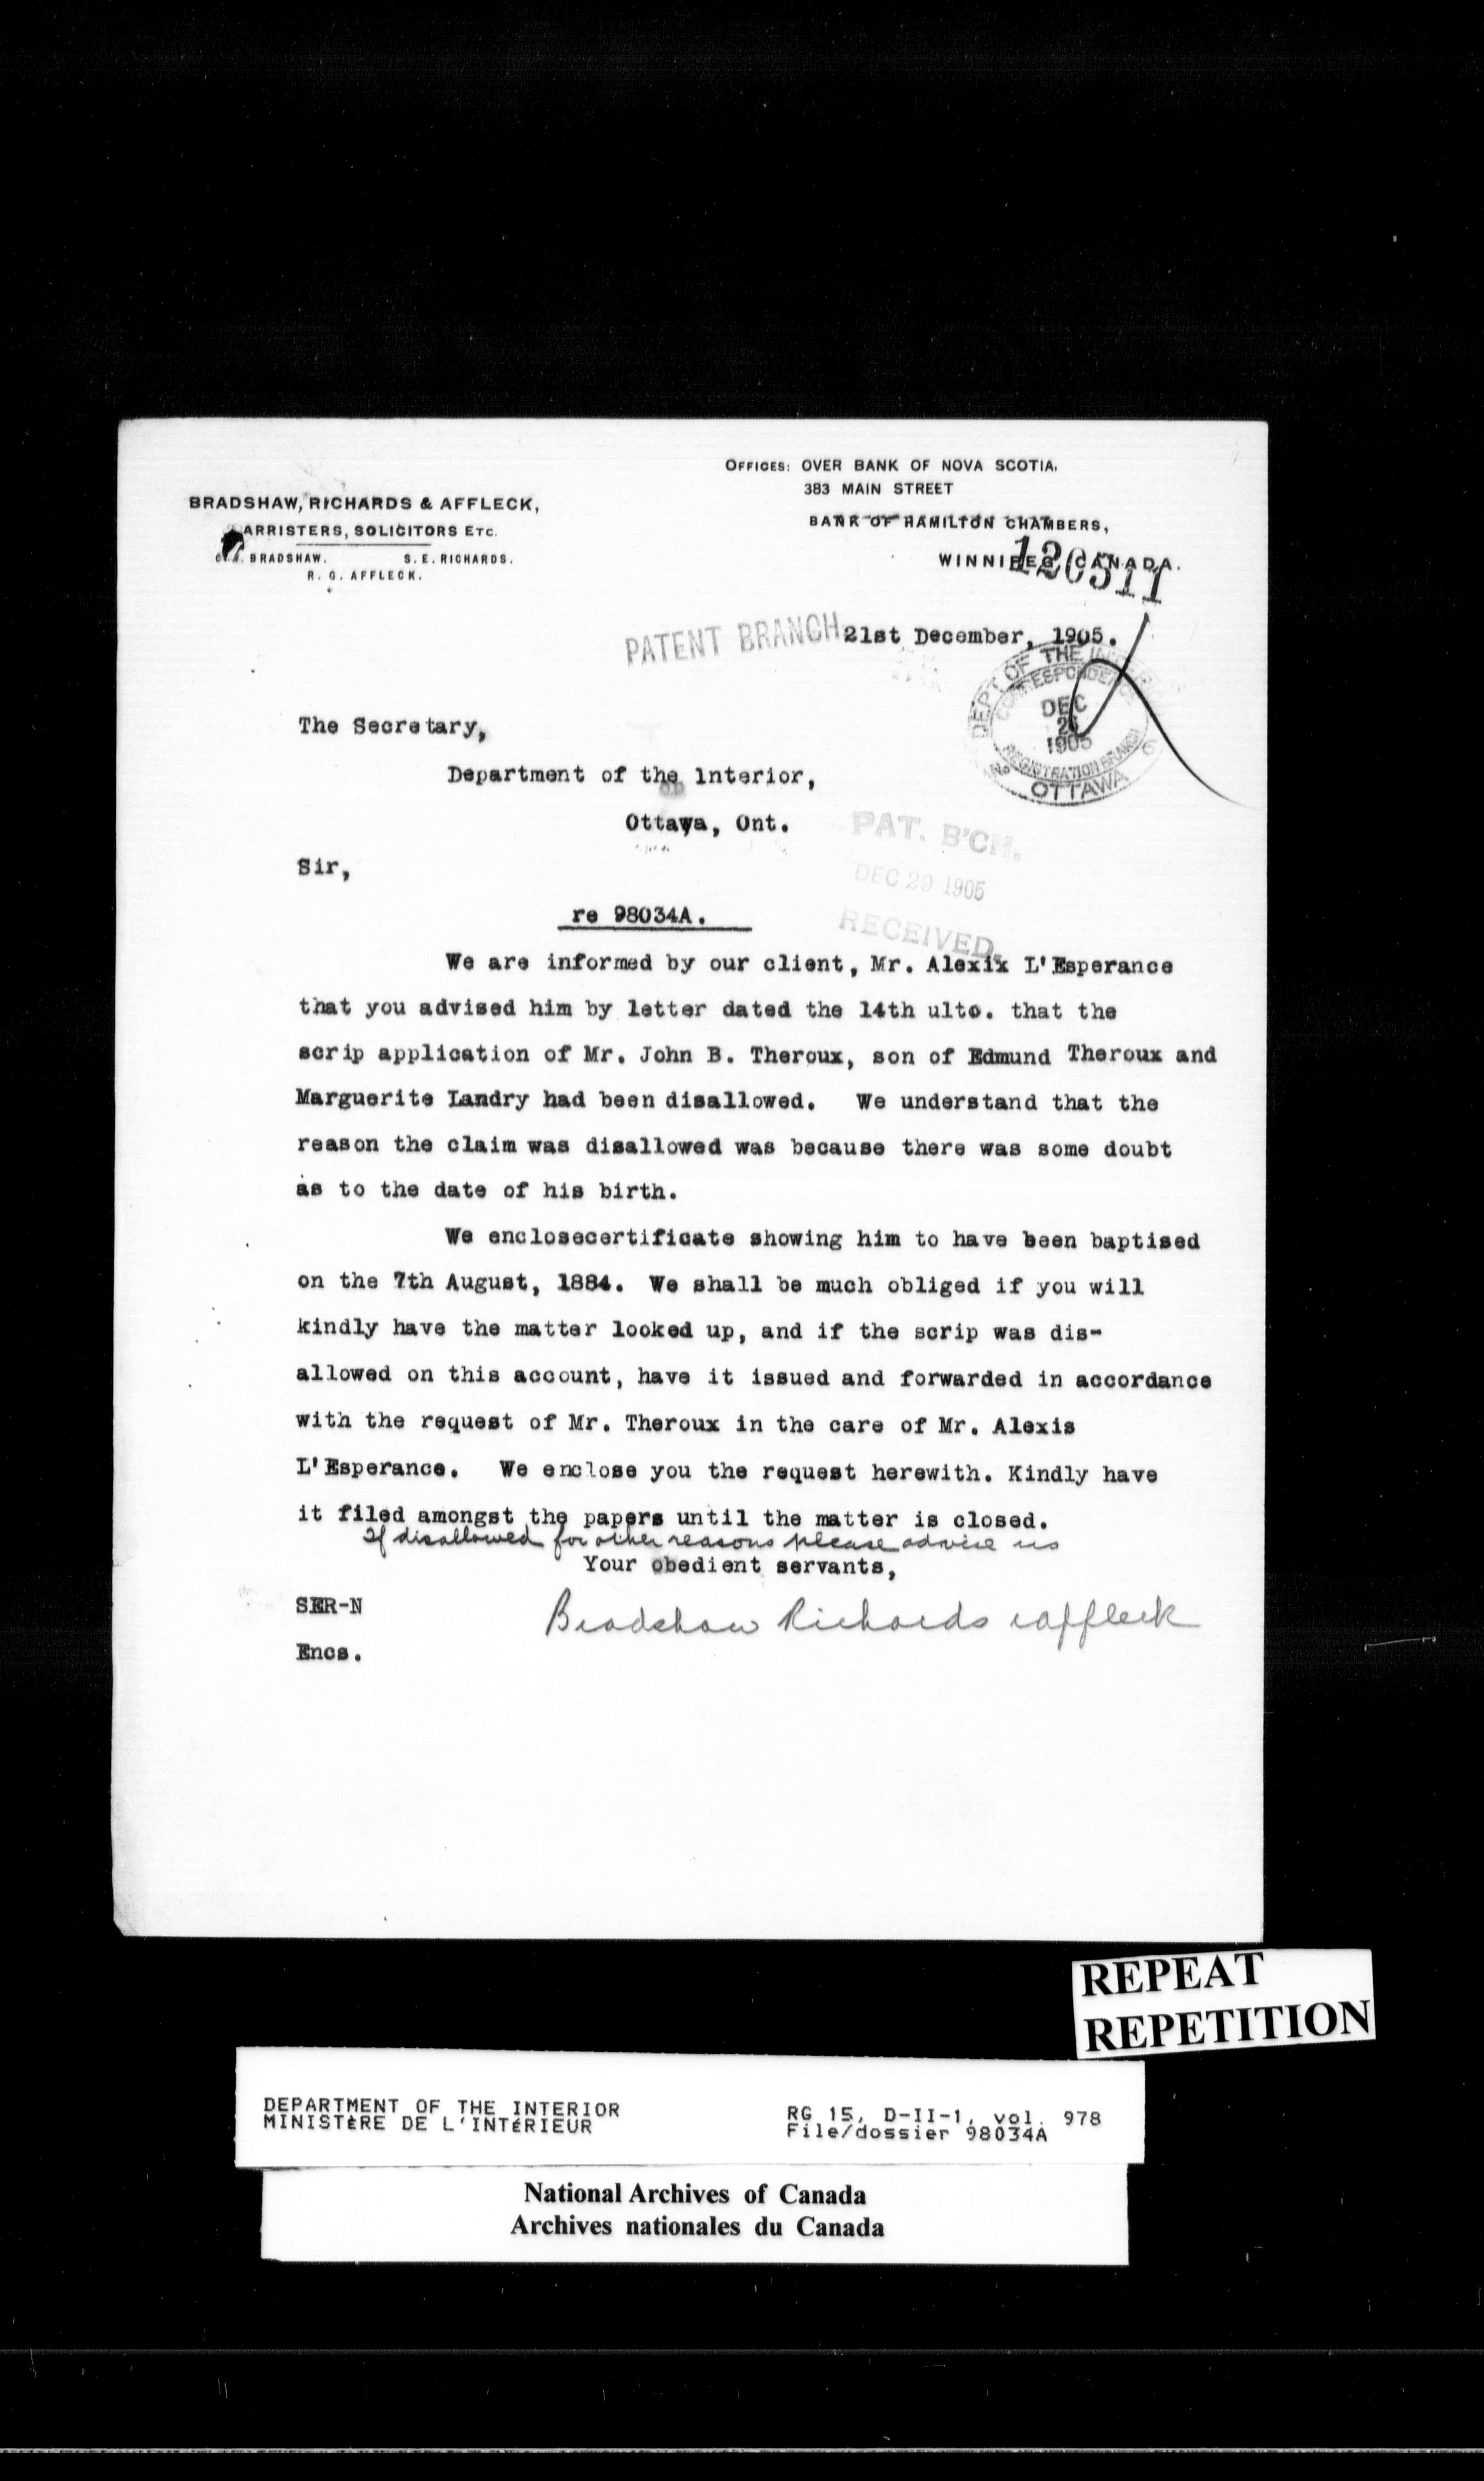 OFFICES: OVER BANK OF NOVA SCOTIA.
383 MAIN STREET
BRADSHAW, RICHARDS & AFFLECK,
BANK OF HAMILTON CHAMBERS,
ARRISTERS, SOLICITORS ETC.
WINNIPEG, CANADA.
BRADSHAW. S. E. RICHARDS.
R. G. AFFLECK.
120511
PATENT BRANCH
21st December, 1905.
DEPT OF THE INTERIOR
CORRESPONDENCE
DEC
26
1905
REGISTRATION BRANCH
OTTAWA
The Secretary,
Department of the Interior,
Ottawa, Ont.
PAT. B'CH.
DEC 29 1905
RECEIVED.
Sir,
re 98034A.
We are informed by our client, Mr. Alexix L'Esperance
that you advised him by letter dated the 14th ulto. that the
scrip application of Mr. John B. Theroux, son of Edmund Theroux and
Marguerite Landry had been disallowed. We understand that the
reason the claim was disallowed was because there was some doubt
as to the date of his birth.
We enclosecertificate showing him to have been baptised
on the 7th August, 1884. We shall be much obliged if you will
kindly have the matter looked up, and if the scrip was dis-
allowed on this account, have it issued and forwarded in accordance
with the request of Mr. Theroux in the care of Mr. Alexis
L'Esperance. We enclose you the request herewith. Kindly have
it filed amongst the papers until the matter is closed.
If disallowed for other reasons please advise us
Your obedient servants,
SER-N
Bradshaw Richards & Affleck
Encs.
REPEAT
REPETITION
DEPARTMENT OF THE INTERIOR
MINISTÈRE DE L'INTÉRIEUR
RG 15, D-II-1, vol. 978
File/dossier 98034A
National Archives of Canada
Archives nationales du Canada